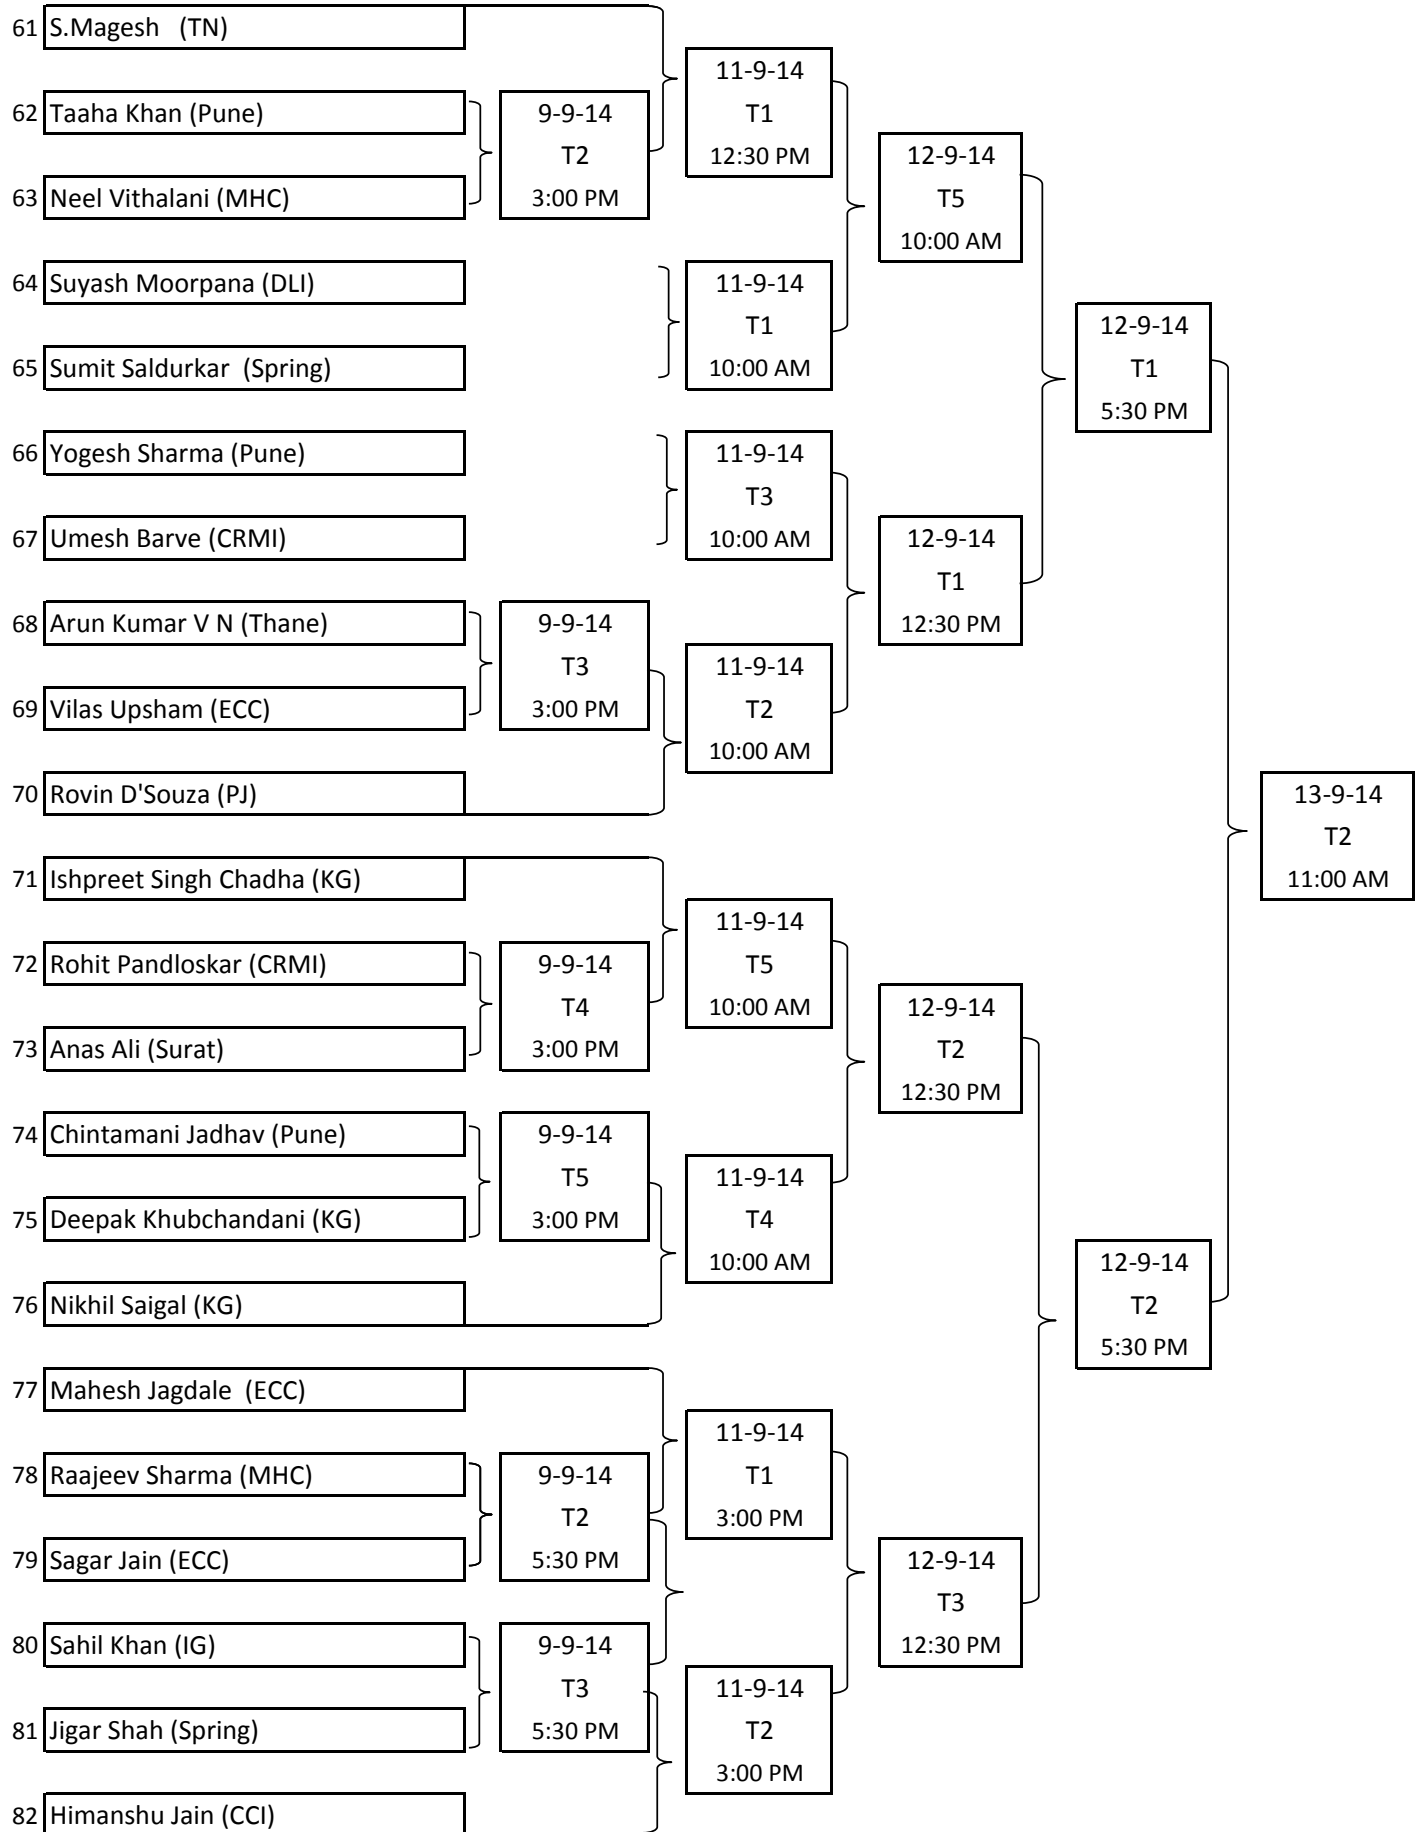 61 S.Magesh (TN)
11-9-14
62 Taaha Khan (Pune) 9-9-14 T1
T2 12:30 PM 12-9-14
63 Neel Vithalani (MHC) 3:00 PM T5
10:00 AM
64 Suyash Moorpana (DLI) 11-9-14
T1 12-9-14
65 Sumit Saldurkar (Spring) 10:00 AM T1
5:30 PM
66 Yogesh Sharma (Pune) 11-9-14
T3
67 Umesh Barve (CRMI) 10:00 AM 12-9-14
T1
68 Arun Kumar V N (Thane) 9-9-14 12:30 PM
T3 11-9-14
69 Vilas Upsham (ECC) 3:00 PM T2
10:00 AM
70 Rovin D'Souza (PJ) 13-9-14
T2
71 Ishpreet Singh Chadha (KG) 11:00 AM
11-9-14
72 Rohit Pandloskar (CRMI) 9-9-14 T5
T4 10:00 AM 12-9-14
73 Anas Ali (Surat) 3:00 PM T2
12:30 PM
74 Chintamani Jadhav (Pune) 9-9-14
T5 11-9-14
75 Deepak Khubchandani (KG) 3:00 PM T4
10:00 AM 12-9-14
76 Nikhil Saigal (KG) T2
5:30 PM
77 Mahesh Jagdale (ECC)
11-9-14
78 Raajeev Sharma (MHC) 9-9-14 T1
T2 3:00 PM
79 Sagar Jain (ECC) 5:30 PM 12-9-14
T3
80 Sahil Khan (IG) 9-9-14 12:30 PM
T3 11-9-14
81 Jigar Shah (Spring) 5:30 PM T2
3:00 PM
82 Himanshu Jain (CCI)